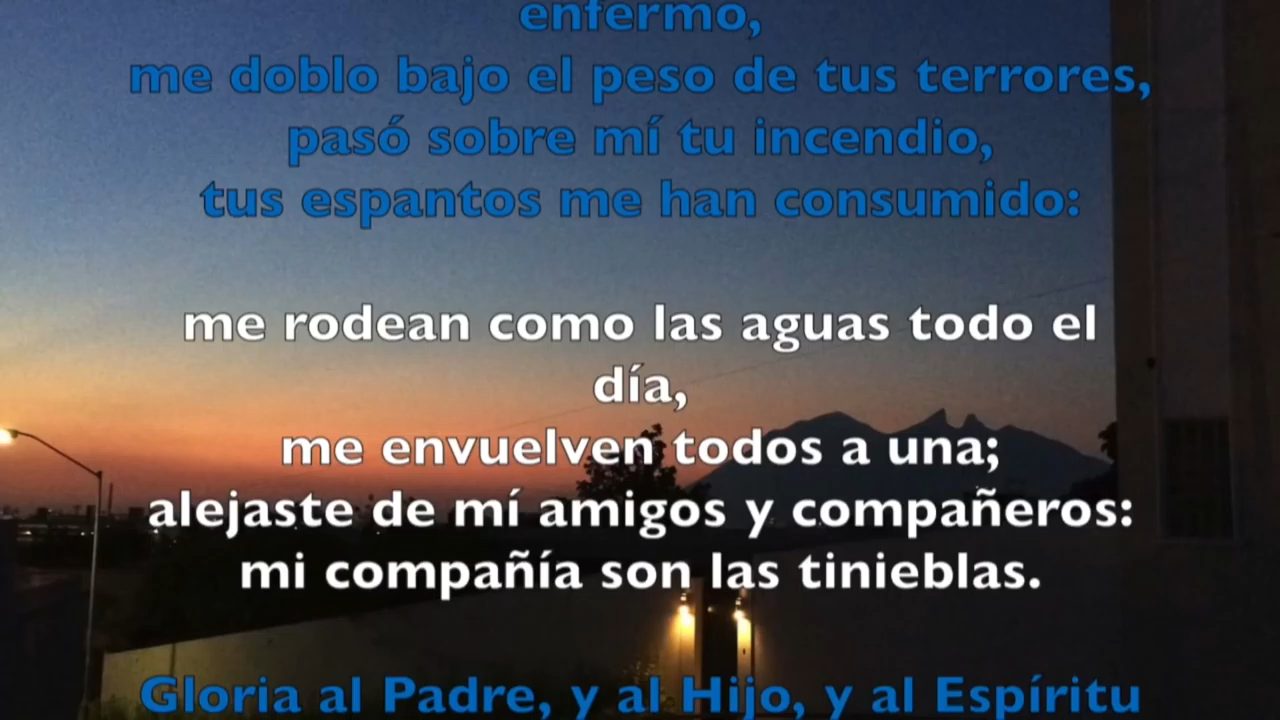 enfermo,
me doblo bajo el peso de tus terrores,
pasó sobre mí tu incendio,
tus espantos me han consumido:
me rodean como las aguas todo el
día,
me envuelven todos a una;
alejaste de mí amigos y compañeros:
mi compañía son las tinieblas.
Gloria al Padre, y al Hijo, y al Espíritu